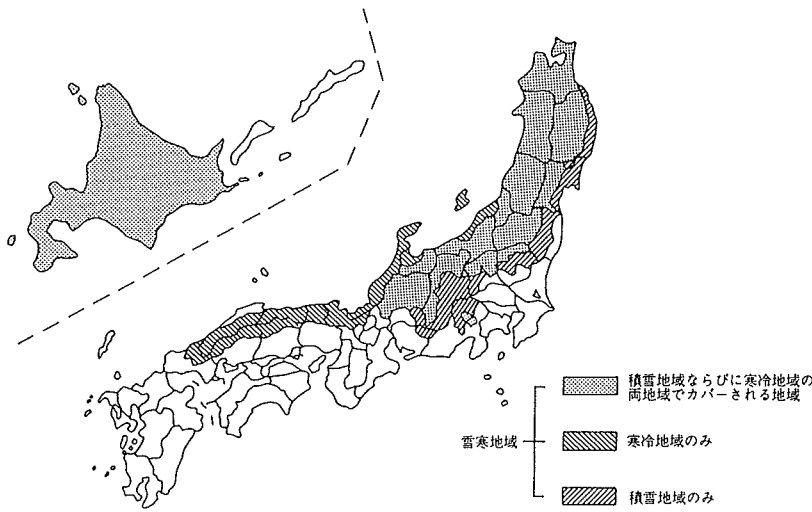 積雪地域ならびに寒冷地域の
両地域でカバーされる地域
雪寒地域
寒冷地域のみ
積雪地域のみ